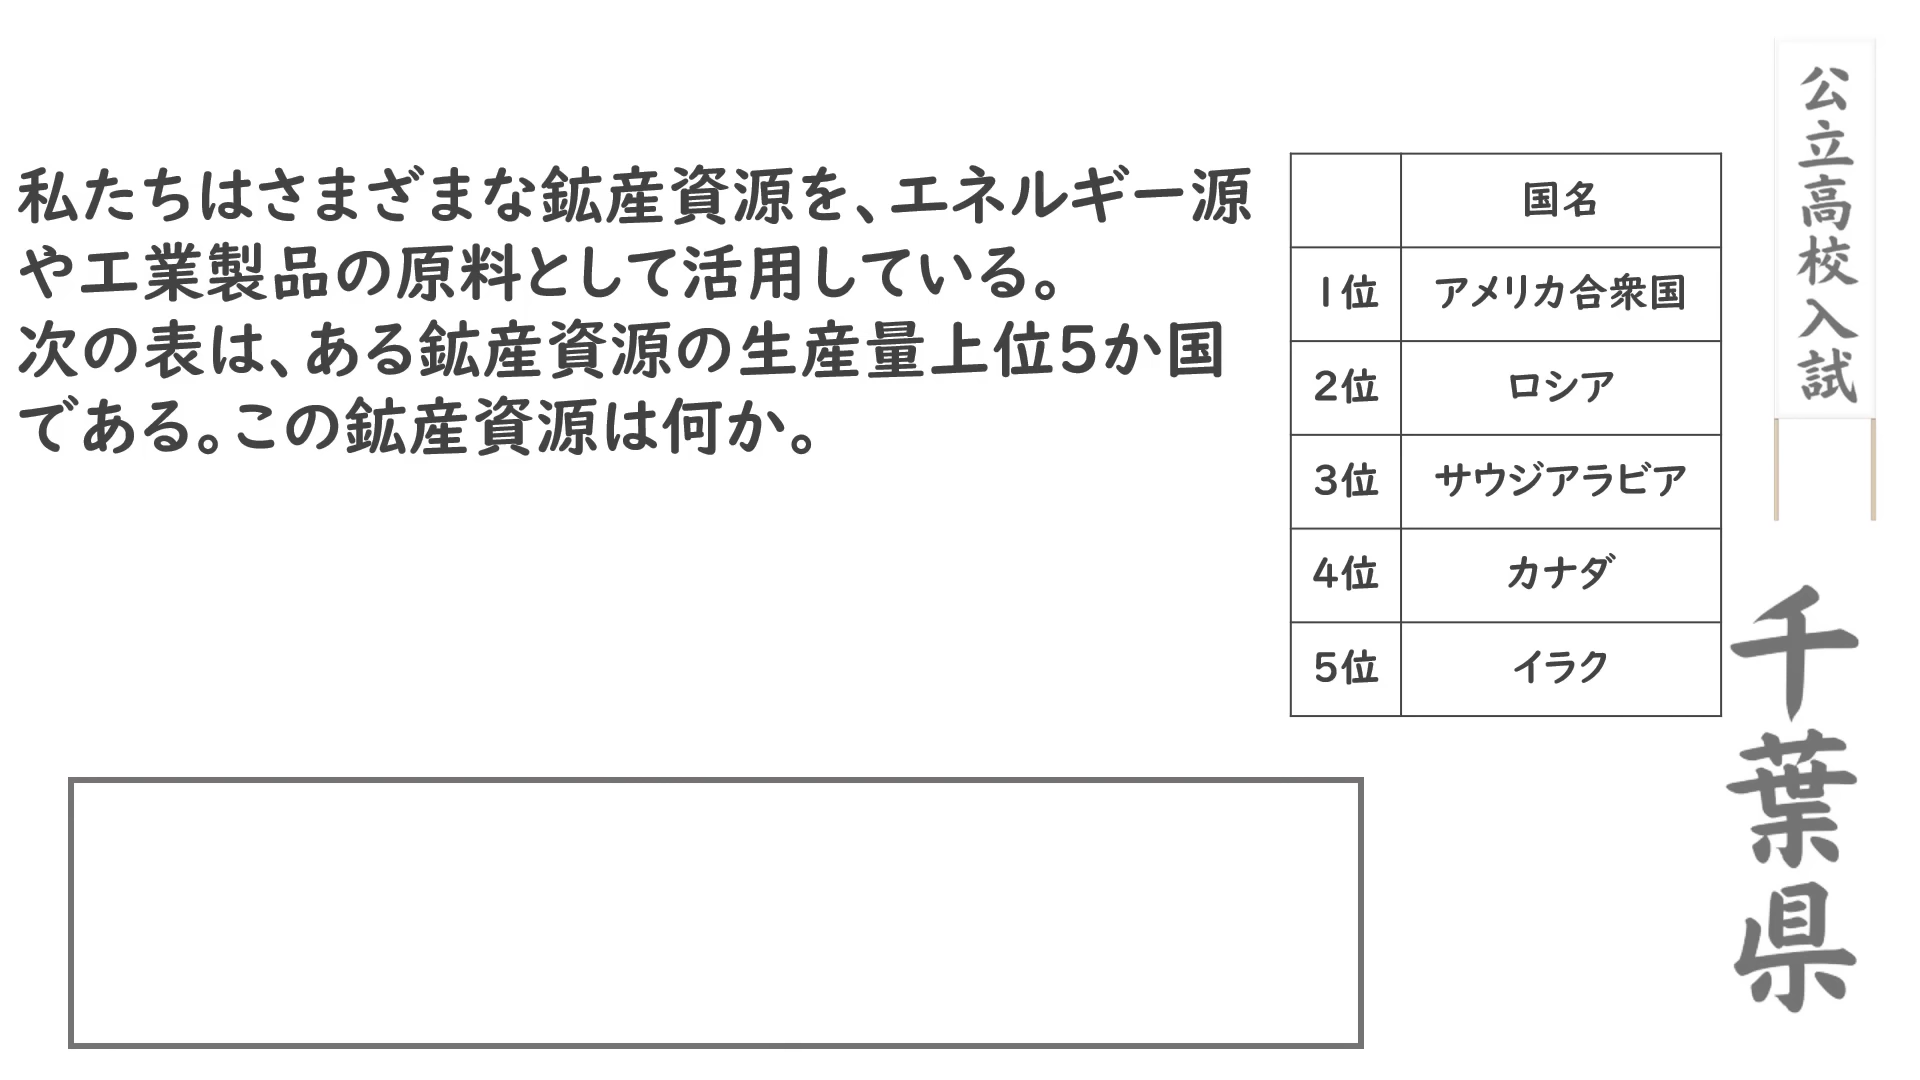 私たちはさまざまな鉱産資源を、エネルギー源
や工業製品の原料として活用している。
次の表は、ある鉱産資源の生産量上位5か国
である。この鉱産資源は何か。
国名
1位 アメリカ合衆国
2位 ロシア
3位 サウジアラビア
4位 カナダ
5位 イラク
公立高校入試
千葉県